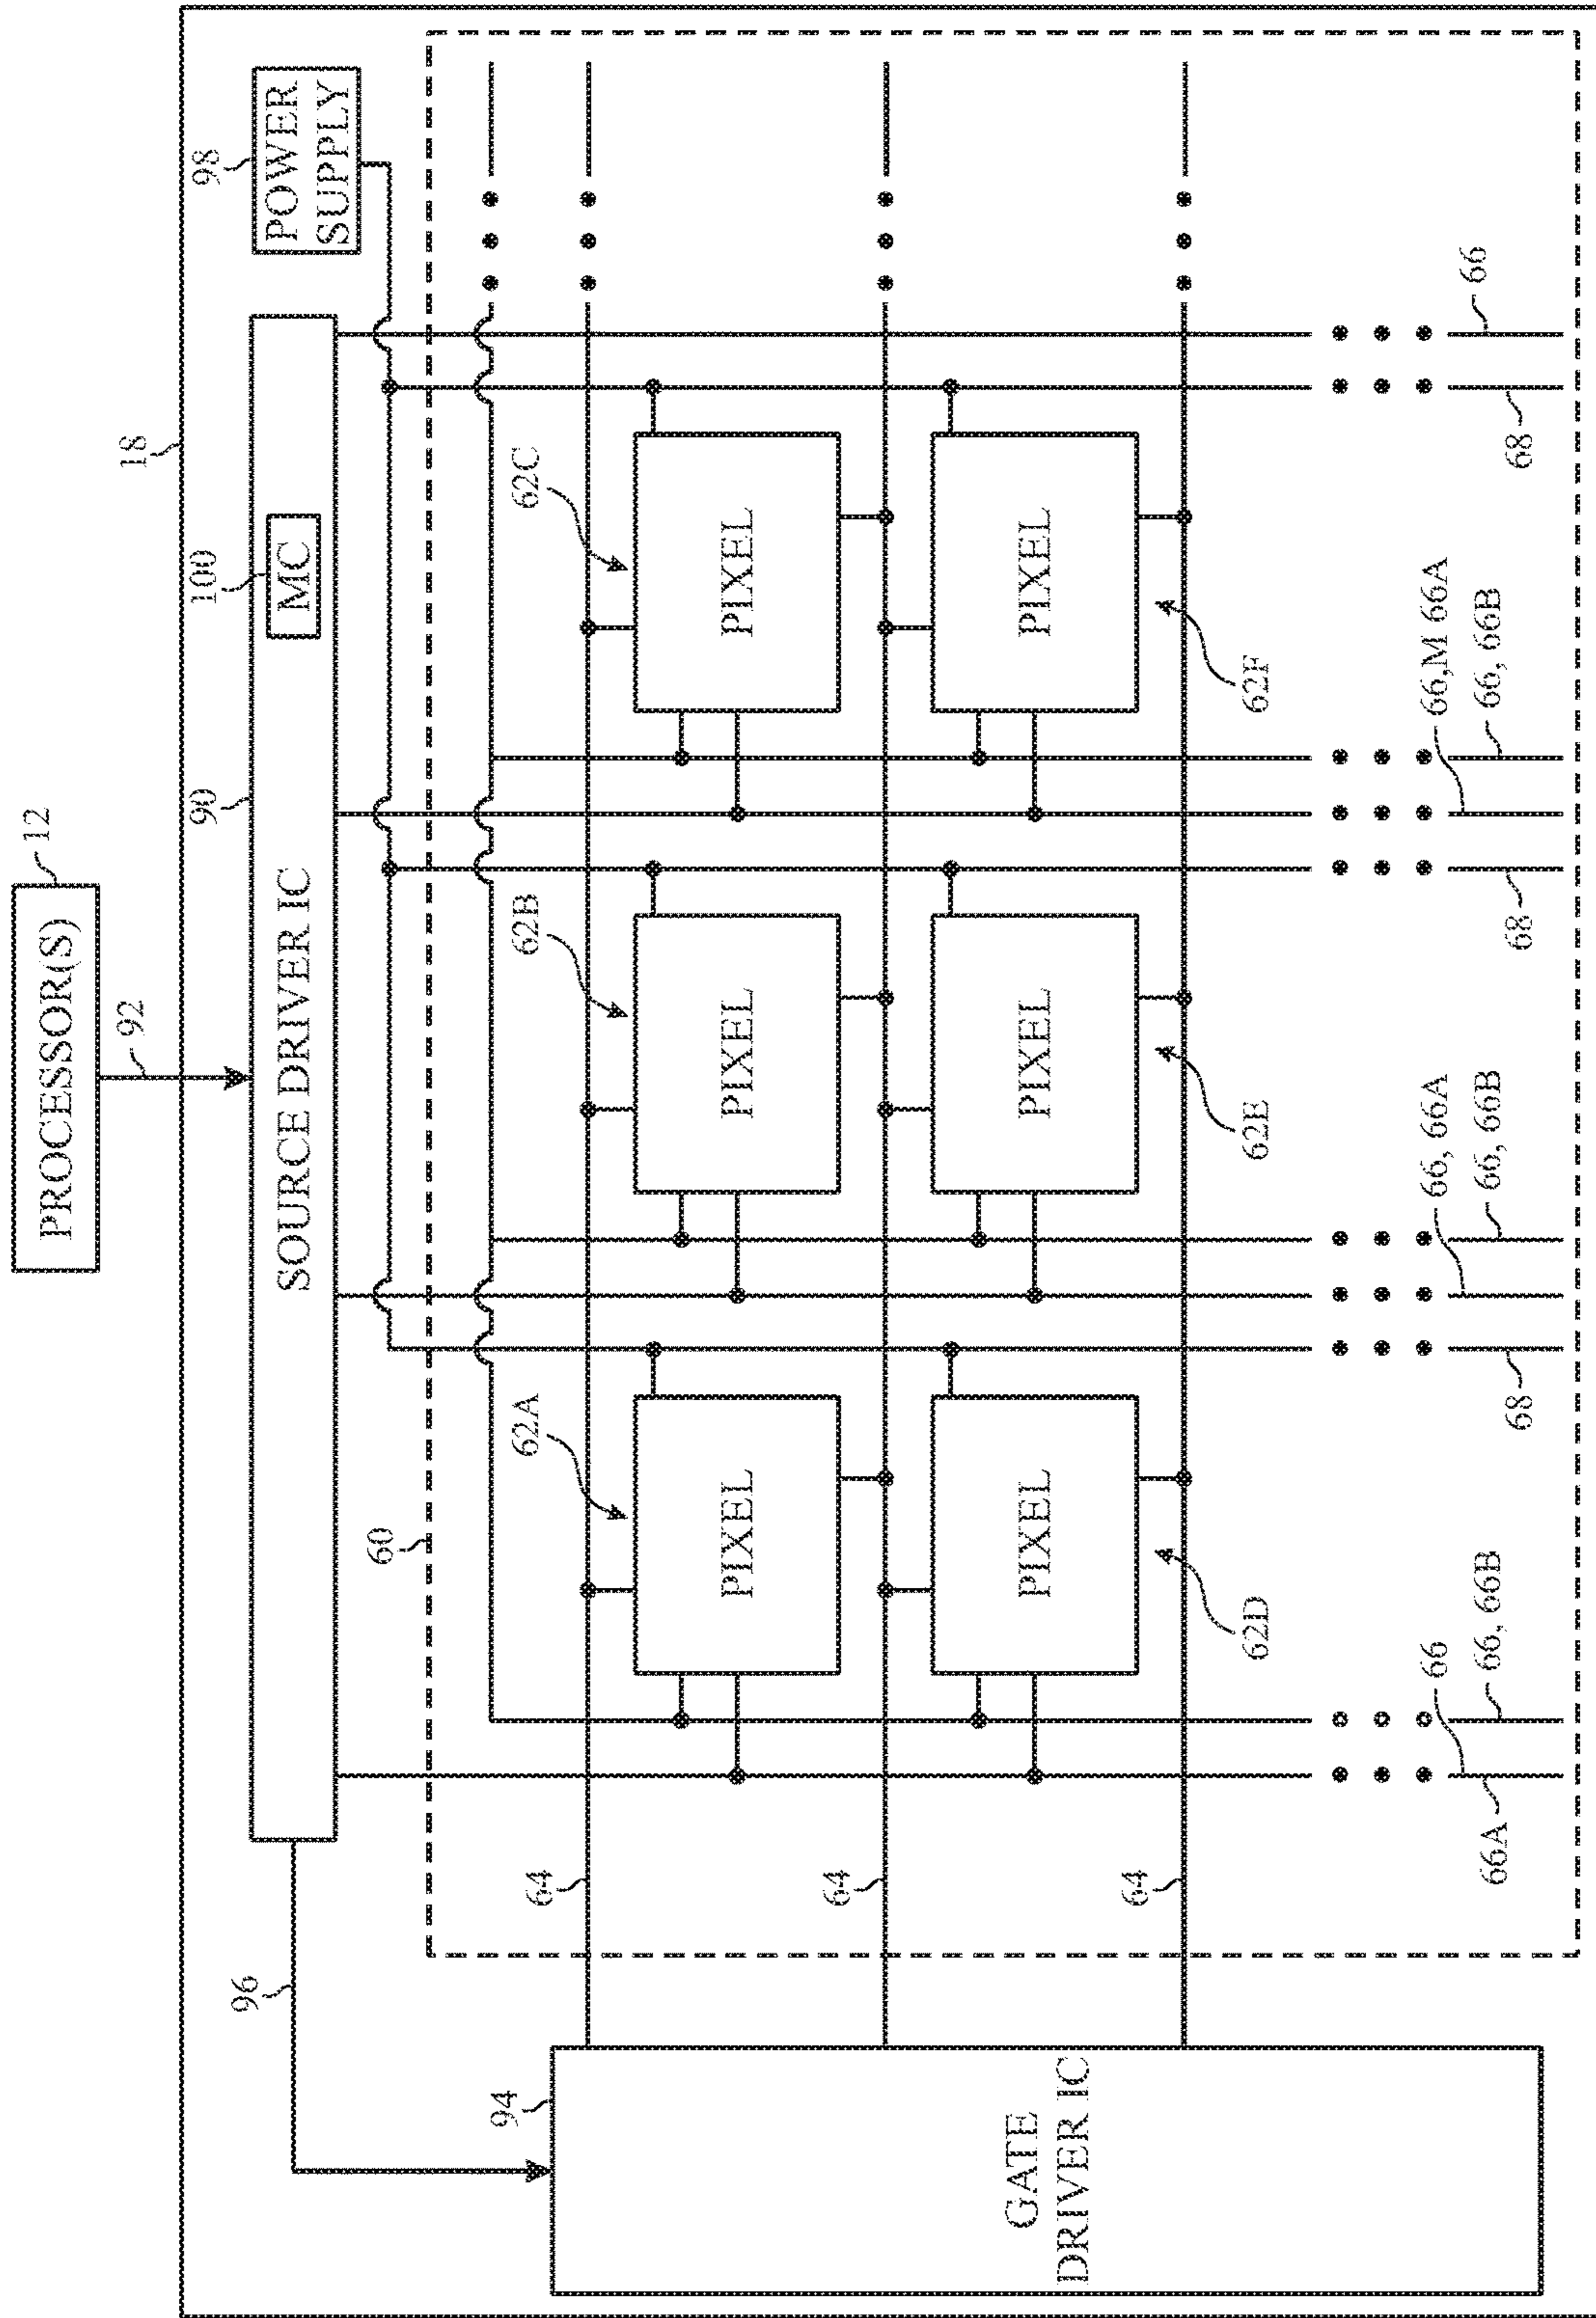 PROCESSOR(S)
12
92
18
90
100
98
SOURCE DRIVER IC
MC
POWER
SUPPLY
96
60
94
GATE
DRIVER IC
64
64
64
62A
62B
62C
PIXEL
PIXEL
PIXEL
PIXEL
PIXEL
PIXEL
62D
62E
62F
66A
66
66, 66B
68
66, 66A
66, 66B
68
66,M 66A
66, 66B
68
66